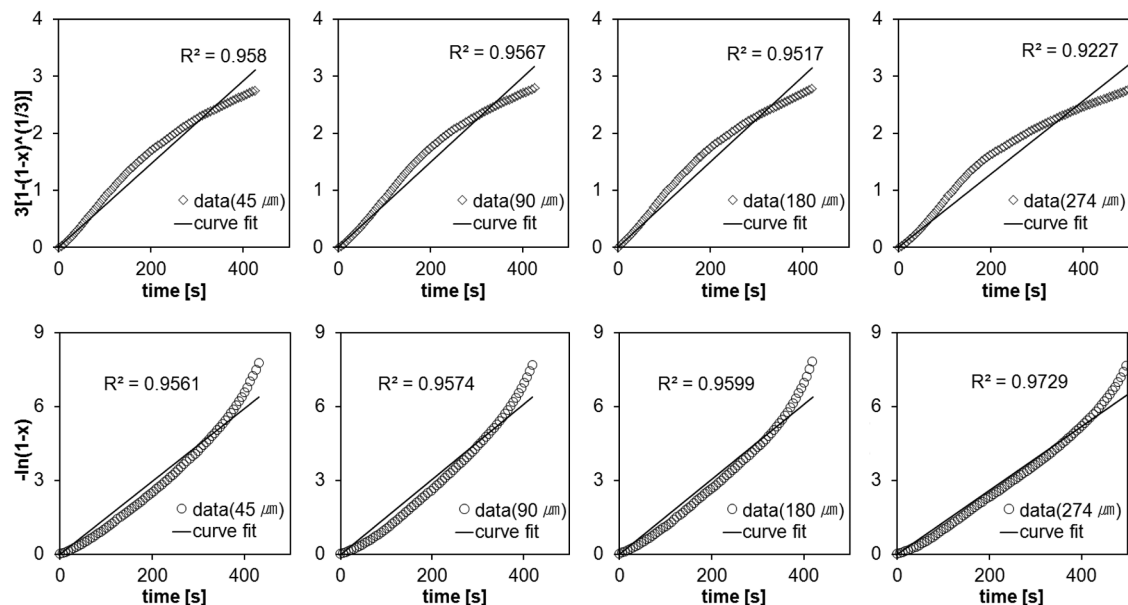 3[1-(1-x)^(1/3)]
4
3
2
1
0
R² = 0.958
data(45 ㎛)
curve fit
0
200
400
time [s]
4
3
2
1
0
R² = 0.9567
data(90 ㎛)
curve fit
0
200
400
time [s]
4
3
2
1
0
R² = 0.9517
data(180 ㎛)
curve fit
0
200
400
time [s]
4
3
2
1
0
R² = 0.9227
data(274 ㎛)
curve fit
0
200
400
time [s]
-ln(1-x)
9
6
3
0
R² = 0.9561
data(45 ㎛)
curve fit
0
200
400
time [s]
9
6
3
0
R² = 0.9574
data(90 ㎛)
curve fit
0
200
400
time [s]
9
6
3
0
R² = 0.9599
data(180 ㎛)
curve fit
0
200
400
time [s]
9
6
3
0
R² = 0.9729
data(274 ㎛)
curve fit
0
200
400
time [s]